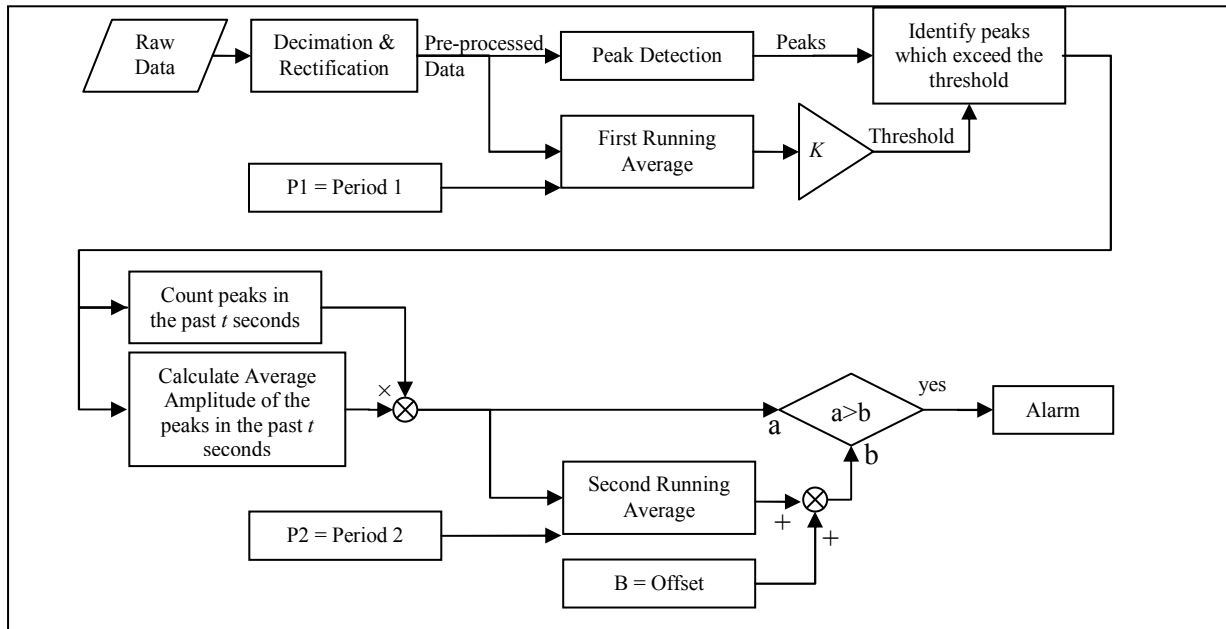 Raw
Data
Decimation &
Rectification
Pre-processed
Data
Peak Detection
Peaks
Identify peaks
which exceed the
threshold
First Running
Average
K
Threshold
P1 = Period 1
Count peaks in
the past t seconds
Calculate Average
Amplitude of the
peaks in the past t
seconds
×
a
a>b
b
yes
Alarm
Second Running
Average
+
+
P2 = Period 2
B = Offset